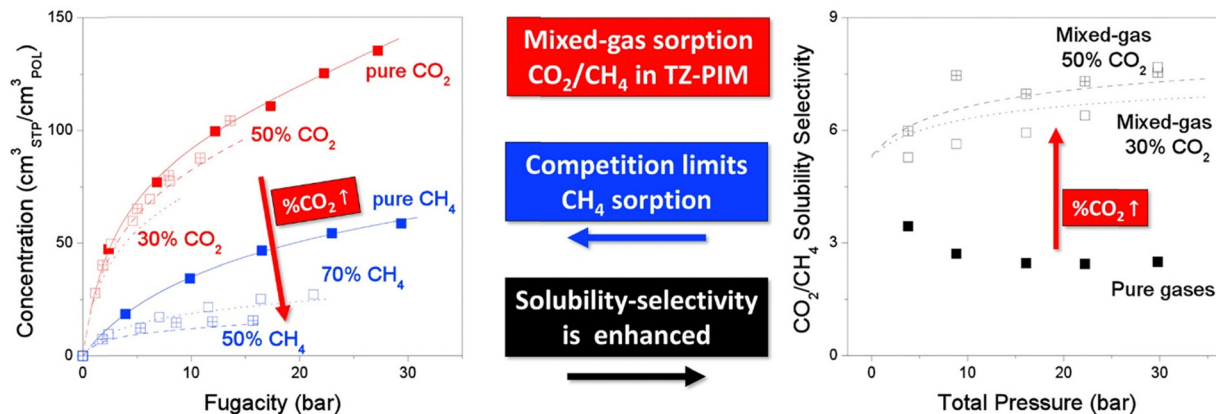 150
100
50
0
Concentration (cm³STP/cm³POL)
pure CO₂
50% CO₂
30% CO₂
%CO₂ ↑
pure CH₄
70% CH₄
50% CH₄
0 10 20 30
Fugacity (bar)
Mixed-gas sorption
CO₂/CH₄ in TZ-PIM
Competition limits
CH₄ sorption
Solubility-selectivity
is enhanced
9
6
3
0
CO₂/CH₄ Solubility Selectivity
Mixed-gas
50% CO₂
Mixed-gas
30% CO₂
%CO₂ ↑
Pure gases
0 10 20 30
Total Pressure (bar)